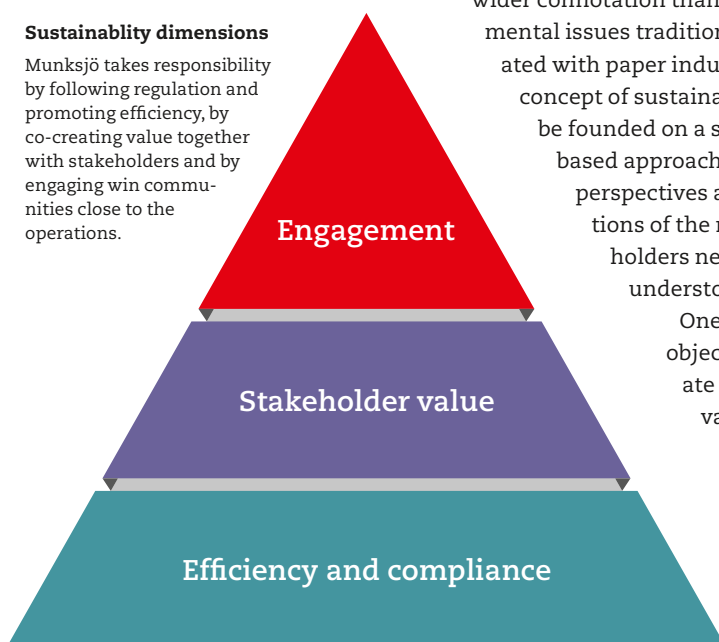 Sustainablity dimensions
Munksjö takes responsibility
by following regulation and
promoting efficiency, by
co-creating value together
with stakeholders and by
engaging win commu-
nities close to the
operations.
Engagement
Stakeholder value
Efficiency and compliance
wider connotation than
mental issues tradition
ated with paper indu
concept of sustaina
be founded on a s
based approach
perspectives a
tions of the
holders ne
understo
One
objec
ate
va